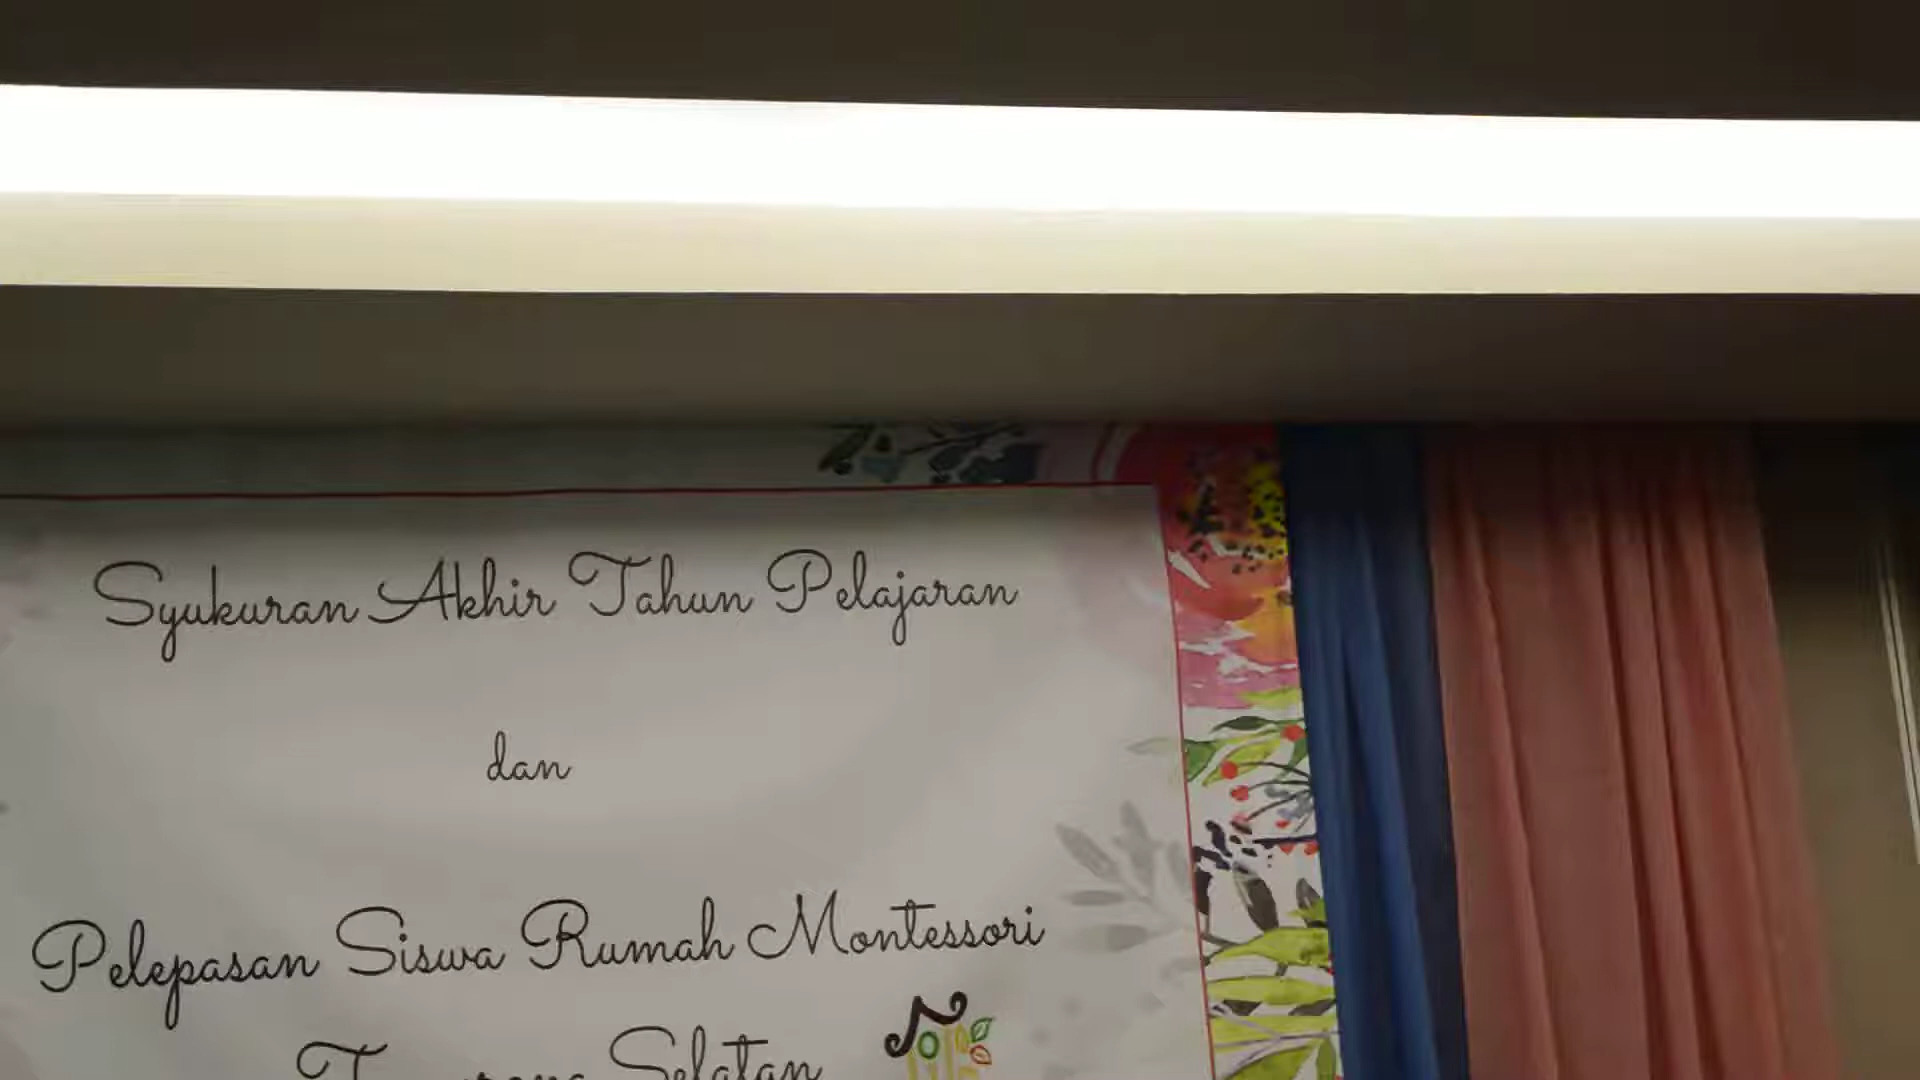 Syukuran Akhir Tahun Pelajaran
dan
Pelepasan Siswa Rumah Montessori
Selatan